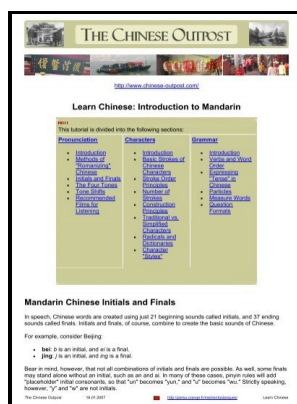 THE CHINESE OUTPOST
http://www.chinese-outpost.com/
Learn Chinese: Introduction to Mandarin
This tutorial is divided into the following sections:
Pronunciation
Introduction
Methods of
"Romanizing"
Chinese
Initials and Finals
The Four Tones
Tone Shifts
Recommended
Films for
Listening
Characters
Introduction
Basic Strokes of
Chinese
Characters
Stroke Order
Principles
Number of
Strokes
Construction
Principles
Traditional vs.
Simplified
Characters
Radicals and
Dictionaries
Character
"Styles"
Grammar
Introduction
Verbs and Word
Order
Expressing
"Tense" in
Chinese
Particles
Measure Words
Question
Formats
Mandarin Chinese Initials and Finals
In speech, Chinese words are created using just 21 beginning sounds called initials, and 37 ending
sounds called finals. Initials and finals, of course, combine to create the basic sounds of Chinese.
For example, consider Beijing:
bei: b is an initial, and ei is a final.
jing: j is an initial, and ing is a final.
Bear in mind, however, that not all combinations of initials and finals are possible. As well, some finals
may stand alone without an initial, such as an and ai. In many of these cases, pinyin rules will add
"placeholder" initial consonants, so that "un" becomes "yun," and "u" becomes "wu." Strictly speaking,
however, "y" and "w" are not initials.
Chinese Outpost
Learn Chinese